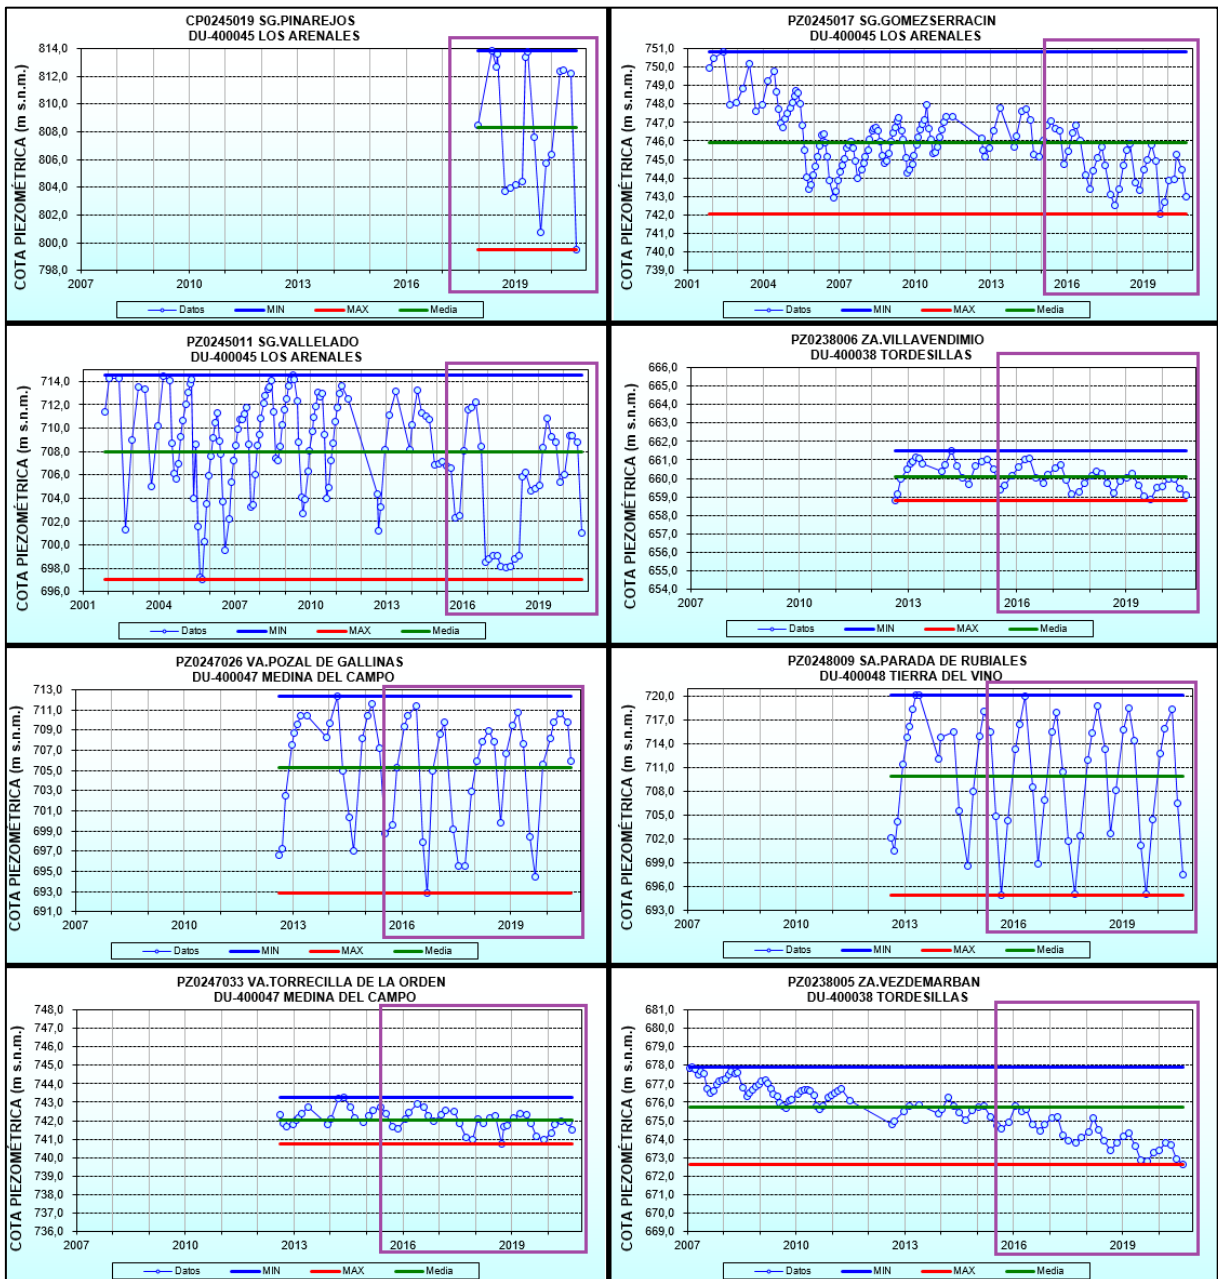 CP0245019 SG.PINAREJOS
DU-400045 LOS ARENALES
COTA PIEZOMÉTRICA (m s.n.m.)
814,0
812,0
810,0
808,0
806,0
804,0
802,0
800,0
798,0
2007 2010 2013 2016 2019
Datos MIN MAX Media
PZ0245017 SG.GOMEZSERRACIN
DU-400045 LOS ARENALES
COTA PIEZOMÉTRICA (m s.n.m.)
751,0
750,0
749,0
748,0
747,0
746,0
745,0
744,0
743,0
742,0
741,0
740,0
739,0
2001 2004 2007 2010 2013 2016 2019
Datos MIN MAX Media
PZ0245011 SG.VALLELADO
DU-400045 LOS ARENALES
COTA PIEZOMÉTRICA (m s.n.m.)
714,0
712,0
710,0
708,0
706,0
704,0
702,0
700,0
698,0
696,0
2001 2004 2007 2010 2013 2016 2019
Datos MIN MAX Media
PZ0238006 ZA.VILLAVENDIMIO
DU-400038 TORDESILLAS
COTA PIEZOMÉTRICA (m s.n.m.)
666,0
665,0
664,0
663,0
662,0
661,0
660,0
659,0
658,0
657,0
656,0
655,0
654,0
2007 2010 2013 2016 2019
Datos MIN MAX Media
PZ0247026 VA.POZAL DE GALLINAS
DU-400047 MEDINA DEL CAMPO
COTA PIEZOMÉTRICA (m s.n.m.)
713,0
711,0
709,0
707,0
705,0
703,0
701,0
699,0
697,0
695,0
693,0
691,0
2007 2010 2013 2016 2019
Datos MIN MAX Media
PZ0248009 SA.PARADA DE RUBIALES
DU-400048 TIERRA DEL VINO
COTA PIEZOMÉTRICA (m s.n.m.)
720,0
717,0
714,0
711,0
708,0
705,0
702,0
699,0
696,0
693,0
2007 2010 2013 2016 2019
Datos MIN MAX Media
PZ0247033 VA.TORRECILLA DE LA ORDEN
DU-400047 MEDINA DEL CAMPO
COTA PIEZOMÉTRICA (m s.n.m.)
748,0
747,0
746,0
745,0
744,0
743,0
742,0
741,0
740,0
739,0
738,0
737,0
736,0
2007 2010 2013 2016 2019
Datos MIN MAX Media
PZ0238005 ZA.VEZDEMARBAN
DU-400038 TORDESILLAS
COTA PIEZOMÉTRICA (m s.n.m.)
681,0
680,0
679,0
678,0
677,0
676,0
675,0
674,0
673,0
672,0
671,0
670,0
669,0
2007 2010 2013 2016 2019
Datos MIN MAX Media